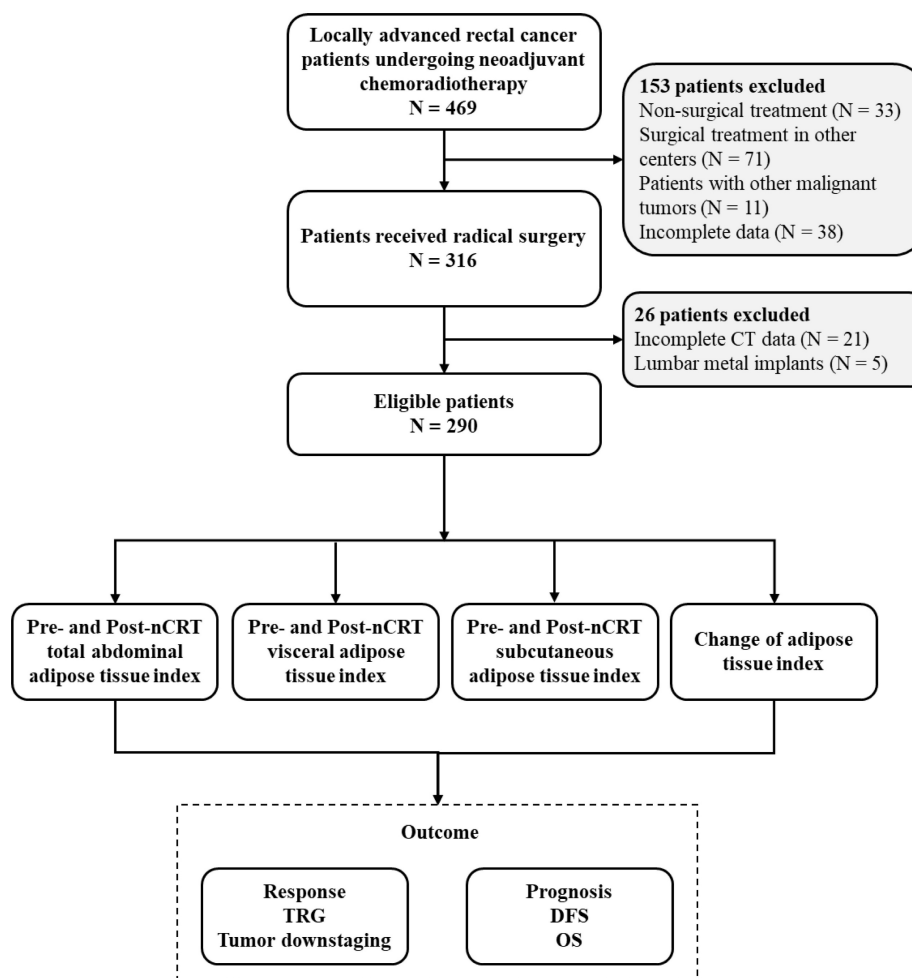 Locally advanced rectal cancer
patients undergoing neoadjuvant
chemoradiotherapy
N = 469
153 patients excluded
Non-surgical treatment (N = 33)
Surgical treatment in other
centers (N = 71)
Patients with other malignant
tumors (N = 11)
Incomplete data (N = 38)
Patients received radical surgery
N = 316
26 patients excluded
Incomplete CT data (N = 21)
Lumbar metal implants (N = 5)
Eligible patients
N = 290
Pre- and Post-nCRT
total abdominal
adipose tissue index
Pre- and Post-nCRT
visceral adipose
tissue index
Pre- and Post-nCRT
subcutaneous
adipose tissue index
Change of adipose
tissue index
Outcome
Response
TRG
Tumor downstaging
Prognosis
DFS
OS